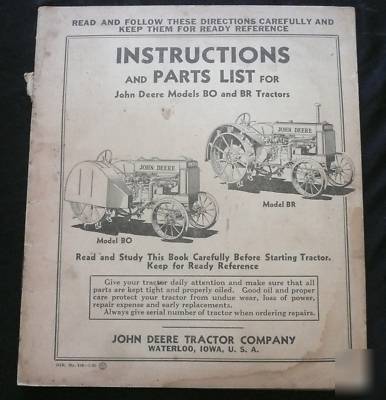 READ AND FOLLOW THESE DIRECTIONS CAREFULLY AND
KEEP THEM FOR READY REFERENCE
INSTRUCTIONS
AND PARTS LIST FOR
John Deere Models BO and BR Tractors
JOHN DEERE
JOHN DEERE
Model BR
Model BO
Read and Study This Book Carefully Before Starting Tractor.
Keep for Ready Reference
Give your tractor daily attention and make sure that all
parts are kept tight and properly oiled. Good oil and proper
care protect your tractor from undue wear, loss of power,
repair expense and early replacements.
Always give serial number of tractor when ordering repairs.
JOHN DEERE TRACTOR COMPANY
WATERLOO, IOWA, U. S. A.